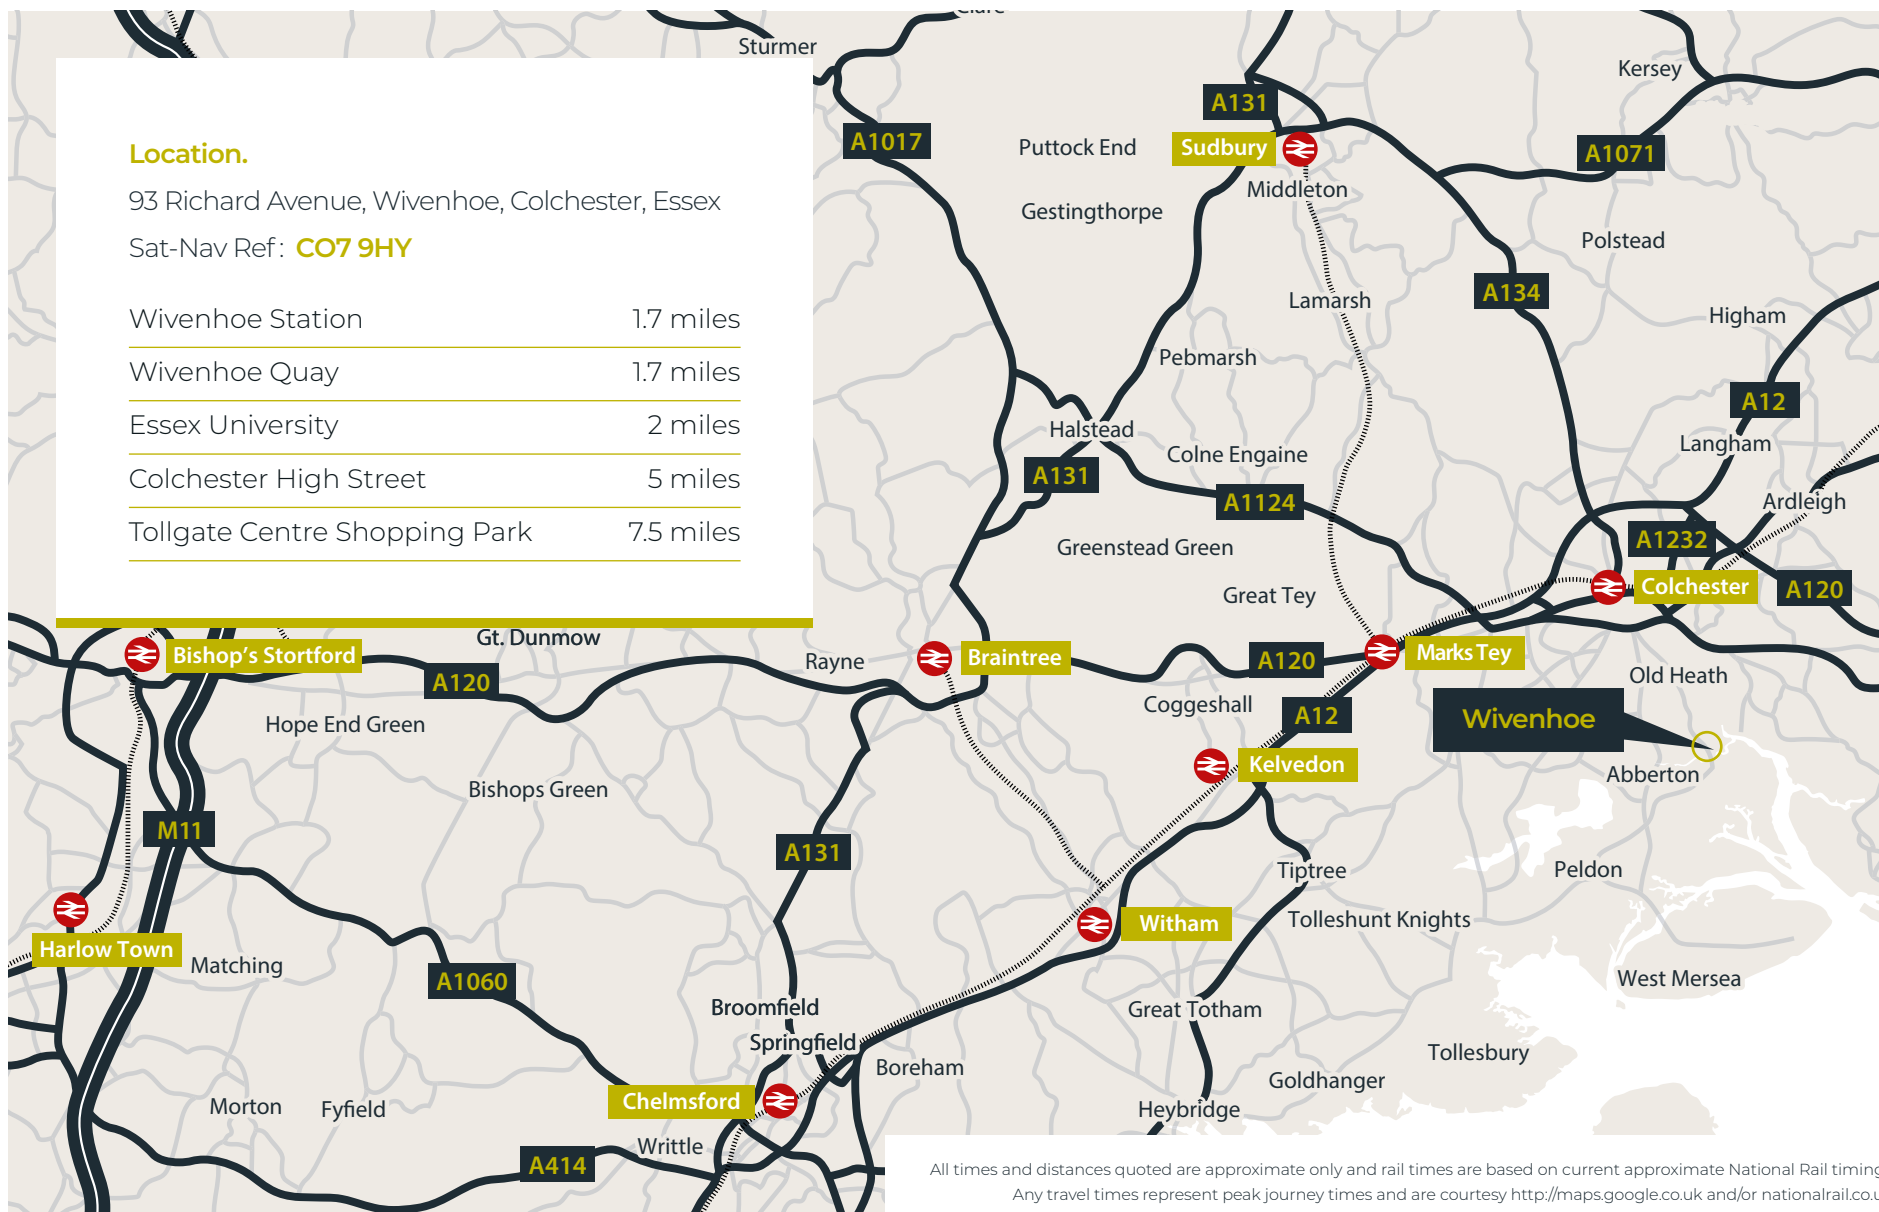 Clare
Sturmer
Kersey
A131
A1017
Puttock End
Sudbury
A1071
Middleton
Gestingthorpe
Polstead
Location.
93 Richard Avenue, Wivenhoe, Colchester, Essex
Sat-Nav Ref : CO7 9HY
Wivenhoe Station 1.7 miles
Wivenhoe Quay 1.7 miles
Essex University 2 miles
Colchester High Street 5 miles
Tollgate Centre Shopping Park 7.5 miles
Lamarsh
A134
Higham
Pebmarsh
A12
Halstead
Langham
Colne Engaine
A131
A1124
Ardleigh
Greenstead Green
A1232
Great Tey
Colchester
A120
Gt. Dunmow
Bishop's Stortford
Rayne
Braintree
A120
Marks Tey
A120
Old Heath
Coggeshall
A12
Wivenhoe
Hope End Green
Kelvedon
Abberton
Bishops Green
M11
A131
Tiptree
Peldon
Harlow Town
Witham
Tolleshunt Knights
Matching
A1060
West Mersea
Broomfield
Great Totham
Springfield
Tollesbury
Boreham
Goldhanger
Chelmsford
Morton
Fyfield
Heybridge
Writtle
A414
All times and distances quoted are approximate only and rail times are based on current approximate National Rail timing
Any travel times represent peak journey times and are courtesy http://maps.google.co.uk and/or nationalrail.co.u